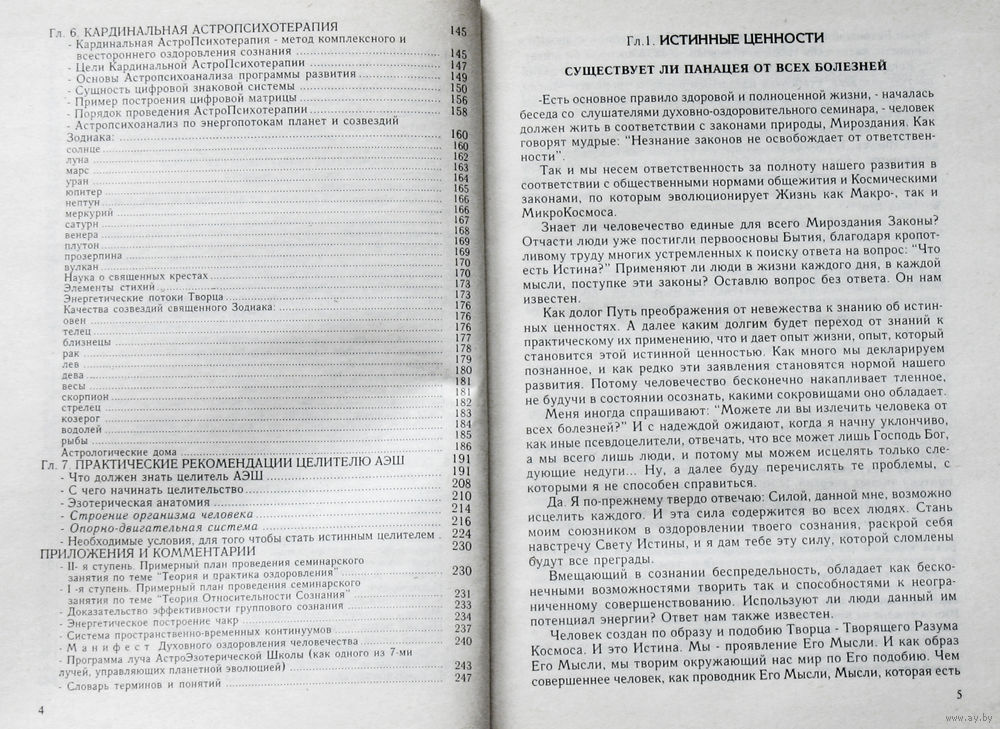 Гл. 6. КАРДИНАЛЬНАЯ АСТРОПСИХОТЕРАПИЯ 145
- Кардинальная АстроПсихотерапия - метод комплексного и
всестороннего оздоровления сознания 145
- Цели Кардинальной АстроПсихотерапии 147
- Основы Астропсихоанализа программы развития 149
- Сущность цифровой знаковой системы 150
- Пример построения цифровой матрицы 156
- Порядок проведения АстроПсихотерапии 158
- Астропсихоанализ по энергопотокам планет и созвездий
Зодиака: 160
солнце 160
луна 162
марс 163
уран 164
юпитер 165
нептун 166
меркурий 166
сатурн 167
венера 168
плутон 169
прозерпина 169
вулкан 170
Наука о священных крестах 170
Элементы стихий 173
Энергетические потоки Творца 173
Качества созвездий священного Зодиака: 176
овен 176
телец 176
близнецы 177
рак 178
лев 179
дева 180
весы 181
скорпион 181
стрелец 182
козерог 183
водолей 184
рыбы 185
Астрологические дома 186
Гл. 7. ПРАКТИЧЕСКИЕ РЕКОМЕНДАЦИИ ЦЕЛИТЕЛЮ АЭШ 191
- Что должен знать целитель АЭШ 191
- С чего начинать целительство 208
- Эзотерическая анатомия 210
- Строение организма человека 214
- Опорно-двигательная система 216
- Необходимые условия, для того чтобы стать истинным целителем . 224
ПРИЛОЖЕНИЯ И КОММЕНТАРИИ 230
- II- я ступень. Примерный план проведения семинарского
занятия по теме "Теория и практика оздоровления" 230
- I -я ступень. Примерный план проведения семинарского
занятия по теме "Теория Относительности Сознания" 231
- Доказательство эффективности группового сознания 233
- Энергетическое построение чакр 234
- Система пространственно-временных континуумов 237
- Манифест Духовного оздоровления человечества 240
- Программа луча АстроЭзотерической Школы (как одного из 7-ми
лучей, управляющих планетной эволюцией) 243
- Словарь терминов и понятий 247
4
Гл.1. ИСТИННЫЕ ЦЕННОСТИ
СУЩЕСТВУЕТ ЛИ ПАНАЦЕЯ ОТ ВСЕХ БОЛЕЗНЕЙ
-Есть основное правило здоровой и полноценной жизни, - началась
беседа со слушателями духовно-оздоровительного семинара, - человек
должен жить в соответствии с законами природы, Мироздания. Как
говорят мудрые: "Незнание законов не освобождает от ответствен-
ности".
Так и мы несем ответственность за полноту нашего развития в
соответствии с общественными нормами общежития и Космическими
законами, по которым эволюционирует Жизнь как Макро-, так и
МикроКосмоса.
Знает ли человечество единые для всего Мироздания Законы?
Отчасти люди уже постигли первоосновы Бытия, благодаря кропот-
ливому труду многих устремленных к поиску ответа на вопрос: "Что
есть Истина?" Применяют ли люди в жизни каждого дня, в каждой
мысли, поступке эти законы? Оставлю вопрос без ответа. Он нам
известен.
Как долог Путь преображения от невежества к знанию об истин-
ных ценностях. А далее каким долгим будет переход от знаний к
практическому их применению, что и дает опыт жизни, опыт, который
становится этой истинной ценностью. Как много мы декларируем
познанное, и как редко эти заявления становятся нормой нашего
развития. Потому человечество бесконечно накапливает тленное,
не будучи в состоянии осознать, какими сокровищами оно обладает.
Меня иногда спрашивают: "Можете ли вы излечить человека от
всех болезней?" И с надеждой ожидают, когда я начну уклончиво,
как иные псевдоцелители, отвечать, что все может лишь Господь Бог,
а мы всего лишь люди, и потому мы можем исцелять только сле-
дующие недуги... Ну, а далее буду перечислять те проблемы, с
которыми я не способен справиться.
Да. Я по-прежнему твердо отвечаю: Силой, данной мне, возможно
исцелить каждого. И эта сила содержится во всех людях. Стань
моим союзником в оздоровлении твоего сознания, раскрой себя
навстречу Свету Истины, и я дам тебе эту силу, которой сломлены
будут все преграды.
Вмещающий в сознании беспредельность, обладает как беско-
нечными возможностями творить так и способностями к неогра-
ниченному совершенствованию. Используют ли люди данный им
потенциал энергии? Ответ нам также известен.
Человек создан по образу и подобию Творца - Творящего Разума
Космоса. И это Истина. Мы - проявление Его Мысли. И как образ
Его Мысли, мы творим окружающий нас мир по Его подобию. Чем
совершеннее человек, как проводник Его Мысли, Мысли, которая есть
5
www.ay.by